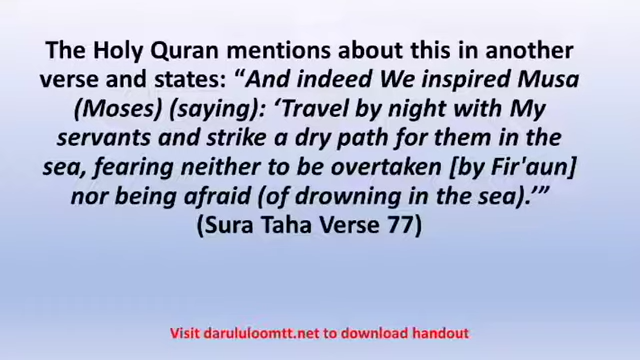 The Holy Quran mentions about this in another
verse and states: “And indeed We inspired Musa
(Moses) (saying): ‘Travel by night with My
servants and strike a dry path for them in the
sea, fearing neither to be overtaken [by Fir'aun]
nor being afraid (of drowning in the sea).’”
(Sura Taha Verse 77)
Visit darululoomtt.net to download handout